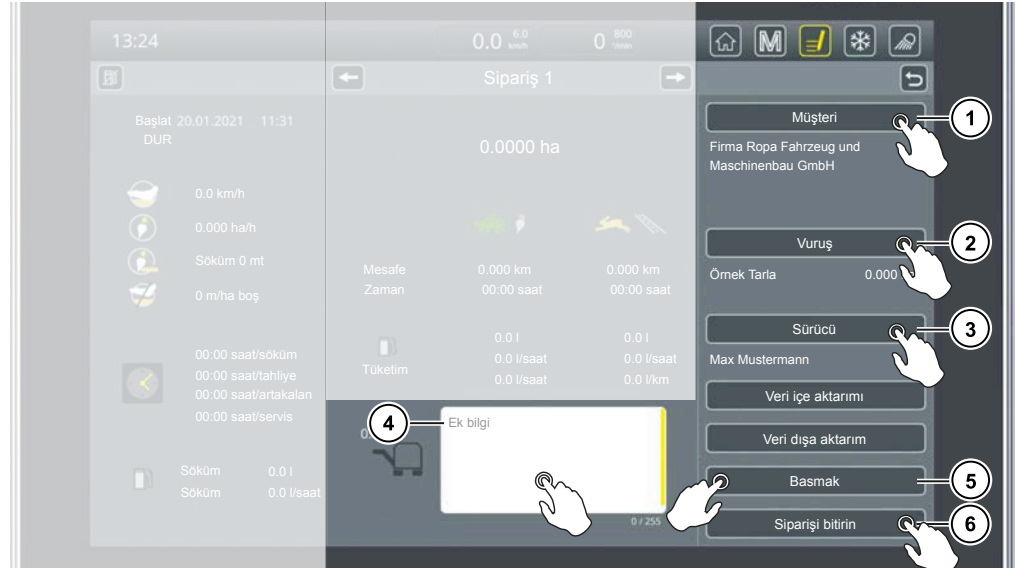 13:24
0.0 6.0 km/h
0 800 1/min
M
Sipariş 1
Başlat 20.01.2021 11:31
DUR
0.0 km/h
0.000 ha/h
Söküm 0 mt
0 m/ha boş
00:00 saat/söküm
00:00 saat/tahliye
00:00 saat/artakalan
00:00 saat/servis
Söküm 0.0 l
Söküm 0.0 l/saat
0.0000 ha
Mesafe 0.000 km 0.000 km
Zaman 00:00 saat 00:00 saat
0.0 l 0.0 l
0.0 l/saat 0.0 l/saat
Tüketim
0.0 l/saat 0.0 l/km
4
Ek bilgi
0 / 255
Müşteri
1
Firma Ropa Fahrzeug und
Maschinenbau GmbH
Vuruş
2
Örnek Tarla 0.000
Sürücü
3
Max Mustermann
Veri içe aktarımı
Veri dışa aktarım
Basmak
5
Siparişi bitirin
6